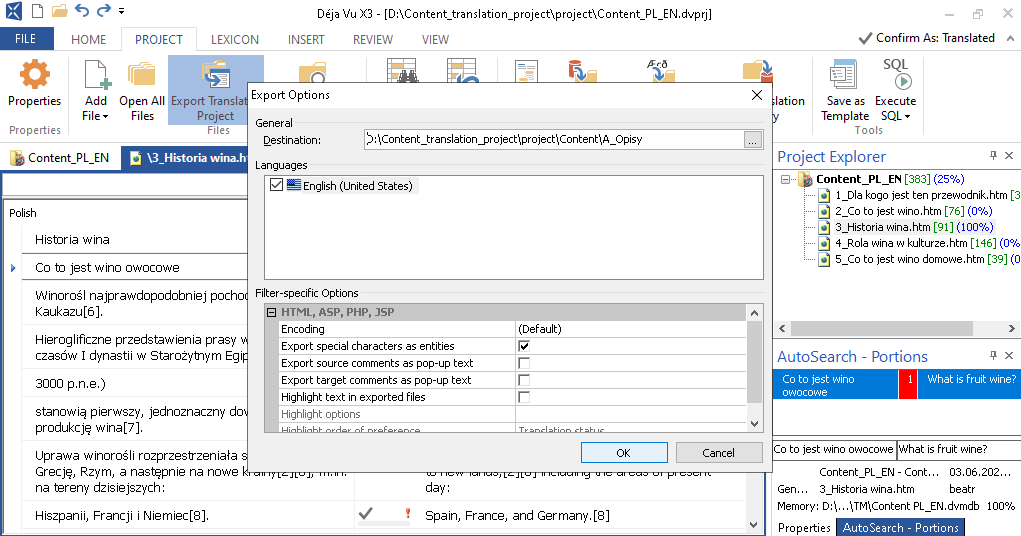 Déja Vu X3 - [D:\Content_translation_project\project\Content_PL_EN.dvprj]
FILE HOME PROJECT LEXICON INSERT REVIEW VIEW Confirm As: Translated
Properties
Add File
Open All Files
Export Transla
Project
SQL
Save as Template
Execute SQL
Properties Files Tools
Export Options
General
Destination: D:\Content_translation_project\project\Content\A_Opisy ...
Languages
English (United States)
Filter-specific Options
HTML, ASP, PHP, JSP
Encoding (Default)
Export special characters as entities
Export source comments as pop-up text
Export target comments as pop-up text
Highlight text in exported files
Highlight options
Highlight order of preference Translation status
OK Cancel
Content_PL_EN \3_Historia wina.h
Polish
Historia wina
Co to jest wino owocowe
Winorośl najprawdopodobniej pochod
Kaukazu[6].
Hieroglificzne przedstawienia prasy w
czasów I dynastii w Starożytnym Egip
3000 p.n.e.)
stanowią pierwszy, jednoznaczny dow
produkcję wina[7].
Uprawa winorośli rozprzestrzeniała s
Grecję, Rzym, a następnie na nowe krainy[2][6], m.in.
na tereny dzisiejszych:
to new lands,[2][6] including the areas of present
day:
Hiszpanii, Francji i Niemiec[8].
Spain, France, and Germany.[8]
Project Explorer
Content_PL_EN [383] (25%)
1_Dla kogo jest ten przewodnik.htm [3
2_Co to jest wino.htm [76] (0%)
3_Historia wina.htm [91] (100%)
4_Rola wina w kulturze.htm [146] (0%
5_Co to jest wino domowe.htm [39] (0
AutoSearch - Portions
Co to jest wino owocowe 1 What is fruit wine?
Co to jest wino owocowe What is fruit wine?
Content_PL_EN - Cont... 03.06.202...
Gen... 3_Historia wina.htm beatr
Memory: D:\...\TM\Content PL_EN.dvmdb 100%
Properties AutoSearch - Portions